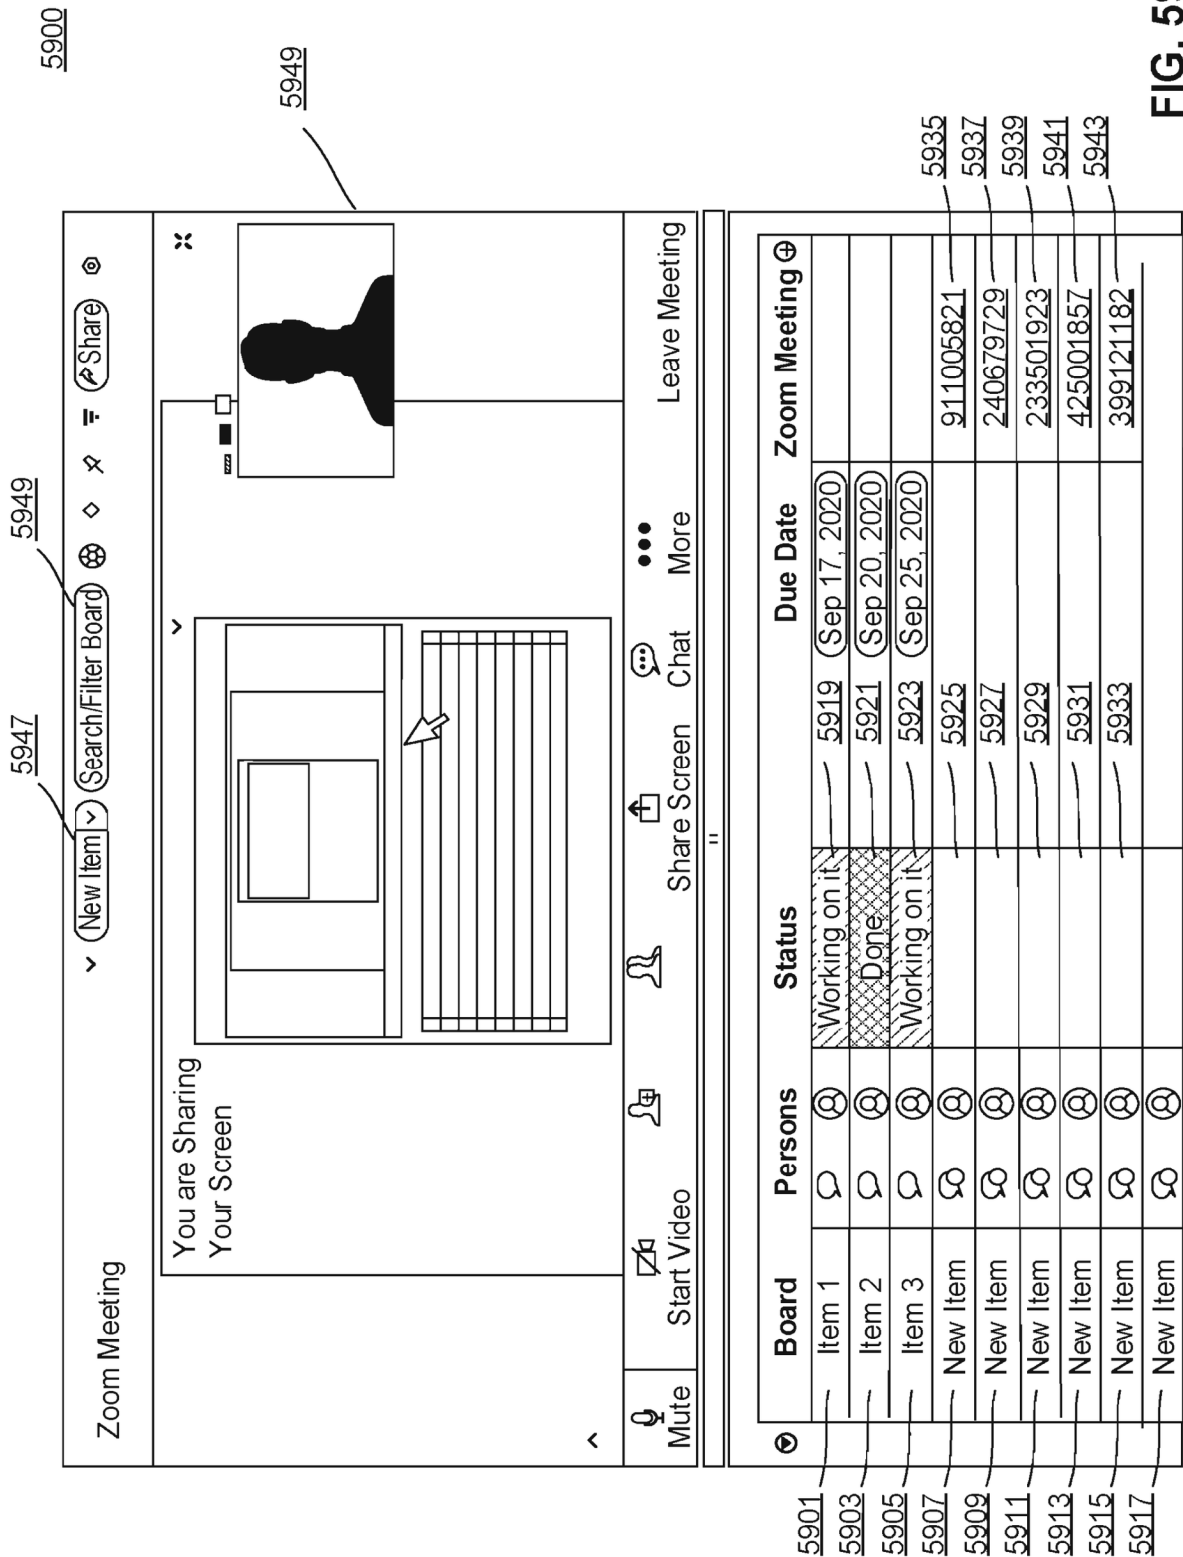 5900
5947
5949
New Item
Search/Filter Board
Share
Zoom Meeting
5949
You are Sharing
Your Screen
Mute
Start Video
Share Screen
Chat
More
Leave Meeting
Board Persons Status Due Date Zoom Meeting
5901 Item 1 Working on it 5919 Sep 17, 2020
5903 Item 2 Done 5921 Sep 20, 2020
5905 Item 3 Working on it 5923 Sep 25, 2020
5907 New Item 5925 911005821 5935
5909 New Item 5927 240679729 5937
5911 New Item 5929 233501923 5939
5913 New Item 5931 425001857 5941
5915 New Item 5933 399121182 5943
5917 New Item
FIG.